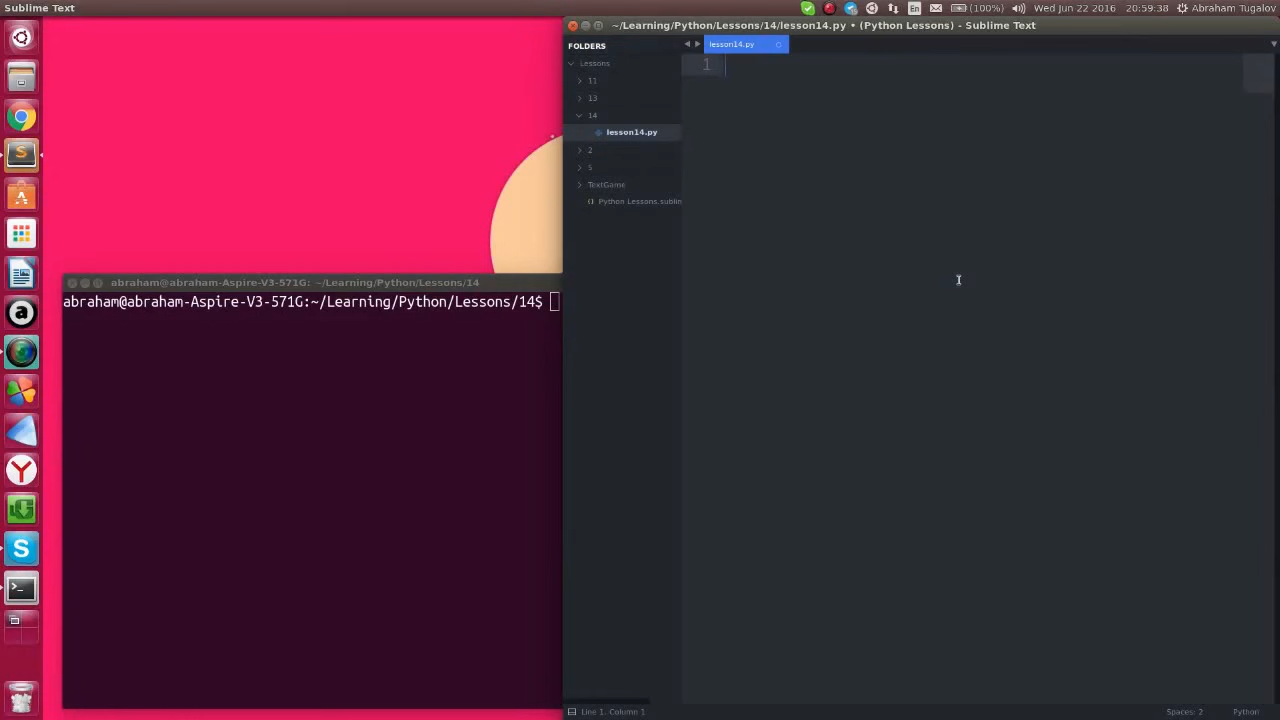 Sublime Text
En
(100%)
Wed Jun 22 2016
20:59:38
Abraham Tugalov
~/Learning/Python/Lessons/14/lesson14.py • (Python Lessons) - Sublime Text
FOLDERS
Lessons
11
13
14
lesson14.py
2
5
TextGame
Python Lessons.sublim
lesson14.py
1
abraham@abraham-Aspire-V3-571G: ~/Learning/Python/Lessons/14
abraham@abraham-Aspire-V3-571G:~/Learning/Python/Lessons/14$
Line 1, Column 1
Spaces: 2
Python